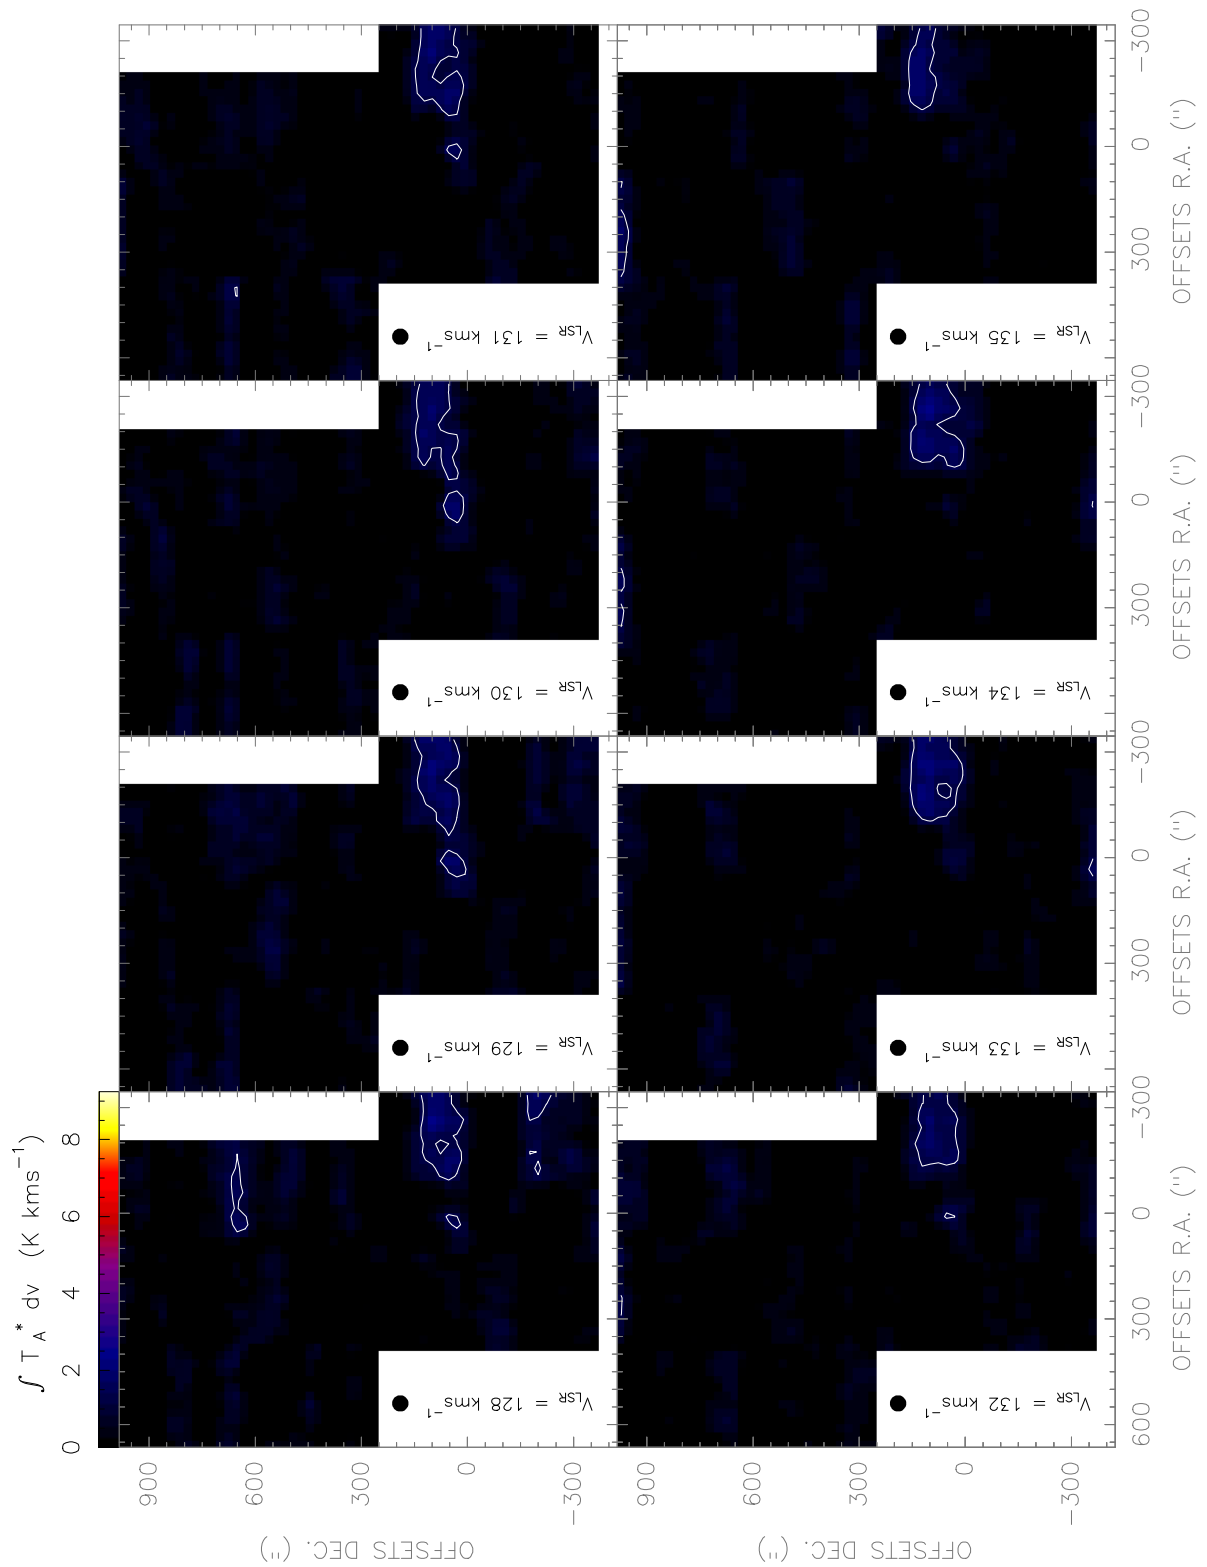 ∫ T_A* dv (K kms⁻¹)
0 2 4 6 8
V_LSR = 128 kms⁻¹
V_LSR = 129 kms⁻¹
V_LSR = 130 kms⁻¹
V_LSR = 131 kms⁻¹
900 600 300 0 −300
OFFSETS DEC. (")
V_LSR = 132 kms⁻¹
V_LSR = 133 kms⁻¹
V_LSR = 134 kms⁻¹
V_LSR = 135 kms⁻¹
900 600 300 0 −300
OFFSETS DEC. (")
600 300 0 −300
300 0 −300
300 0 −300
300 0 −300
OFFSETS R.A. (")
OFFSETS R.A. (")
OFFSETS R.A. (")
OFFSETS R.A. (")